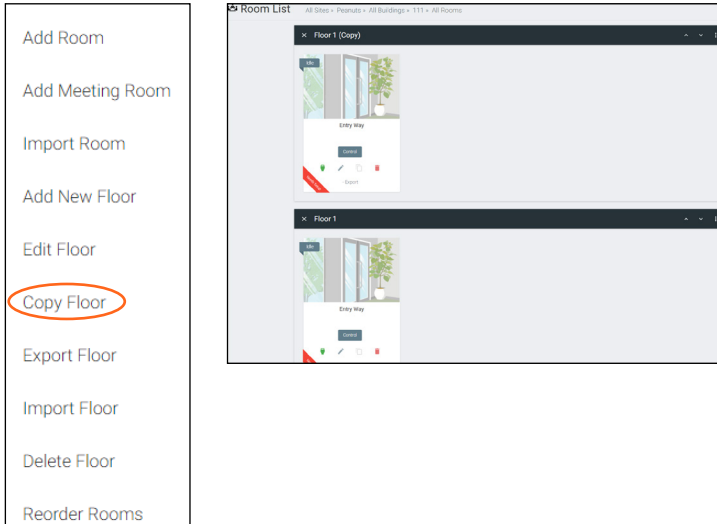 Add Room
Add Meeting Room
Import Room
Add New Floor
Edit Floor
Copy Floor
Export Floor
Import Floor
Delete Floor
Reorder Rooms
Room List
All Sites » Peanuts » All Buildings » 111 » All Rooms
× Floor 1 (Copy)
Idle
Entry Way
Control
Export
× Floor 1
Idle
Entry Way
Control